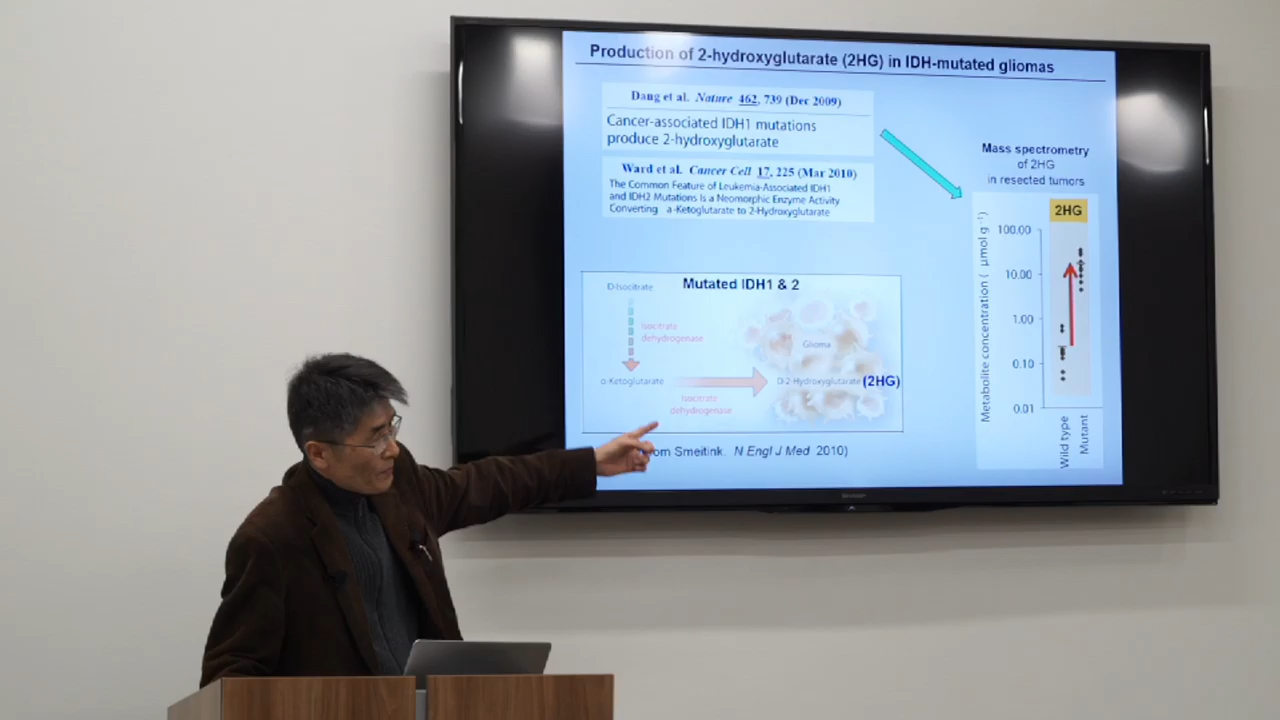 Production of 2-hydroxyglutarate (2HG) in IDH-mutated gliomas
Dang et al. Nature 462, 739 (Dec 2009)
Cancer-associated IDH1 mutations
produce 2-hydroxyglutarate
Ward et al. Cancer Cell 17, 225 (Mar 2010)
The Common Feature of Leukemia-Associated IDH1
and IDH2 Mutations Is a Neomorphic Enzyme Activity
Converting a-Ketoglutarate to 2-Hydroxyglutarate
Mutated IDH1 & 2
D-Isocitrate
Isocitrate
dehydrogenase
Glioma
α-Ketoglutarate
D-2-Hydroxyglutarate (2HG)
Isocitrate
dehydrogenase
om Smeitink. N Engl J Med 2010)
Mass spectrometry
of 2HG
in resected tumors
2HG
Metabolite concentration ( μmol g⁻¹)
100.00
10.00
1.00
0.10
0.01
Wild type
Mutant
SHARP